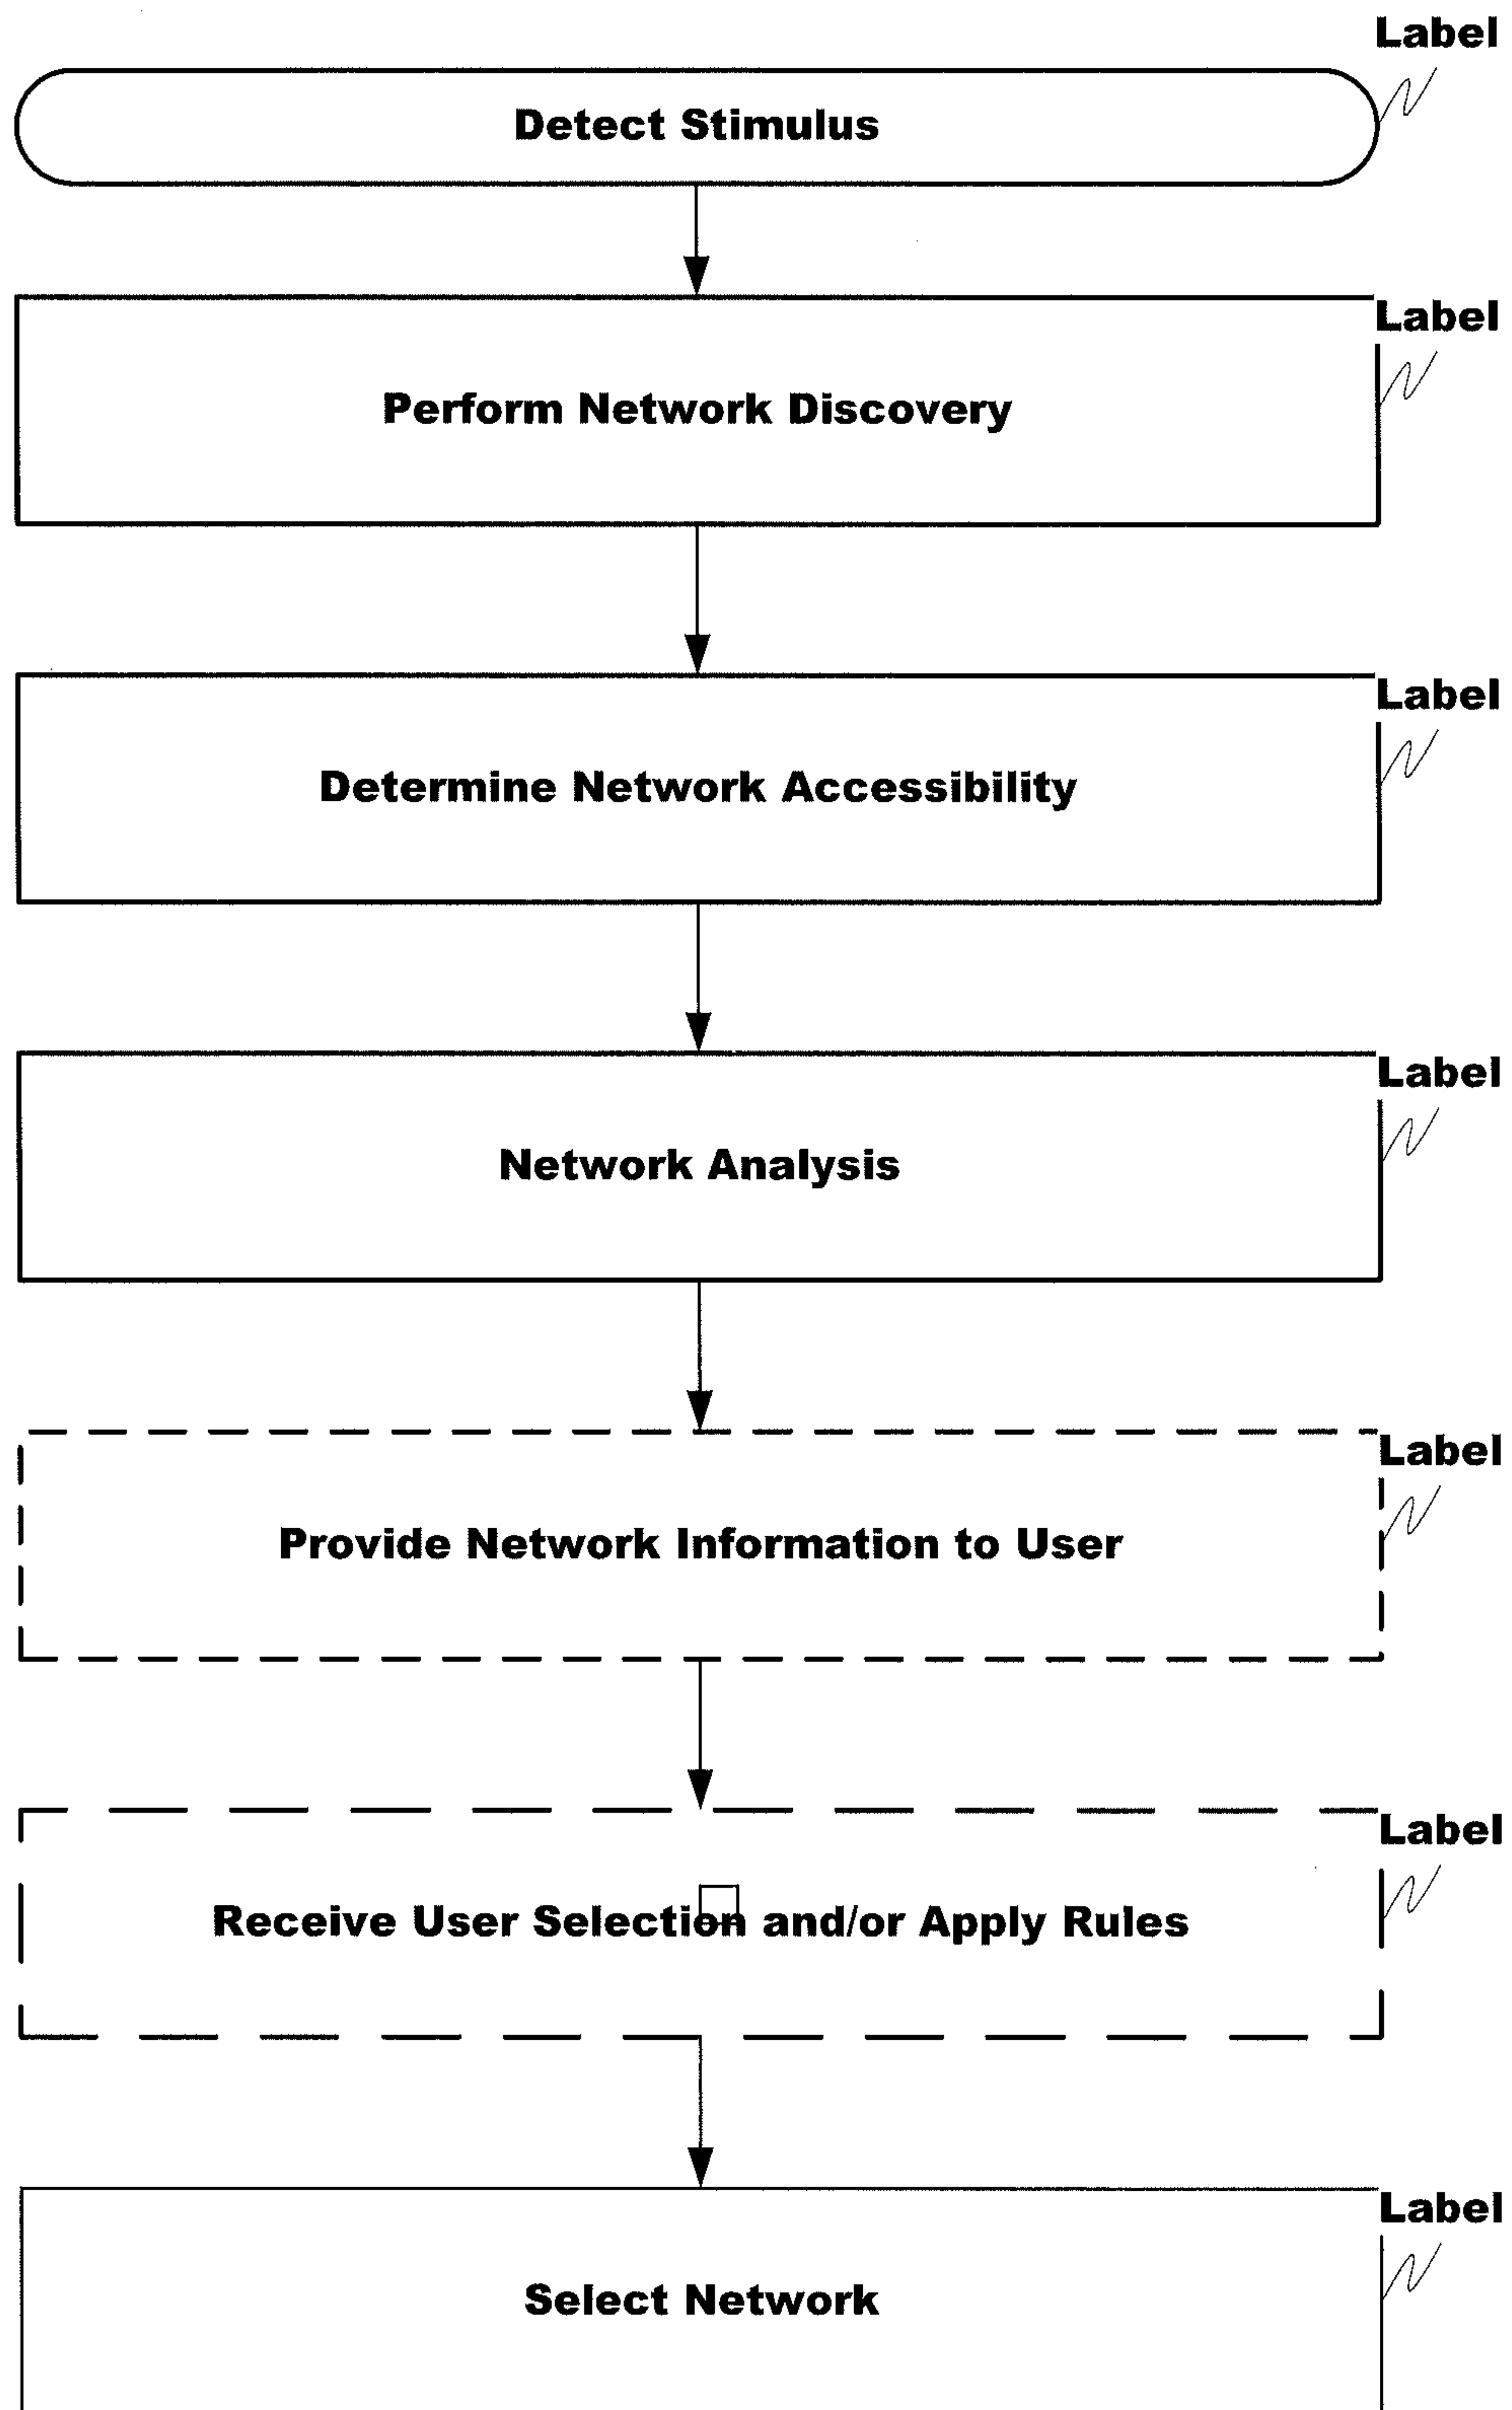 Label
Detect Stimulus
Label
Perform Network Discovery
Label
Determine Network Accessibility
Label
Network Analysis
Label
Provide Network Information to User
Label
Receive User Selection and/or Apply Rules
Label
Select Network